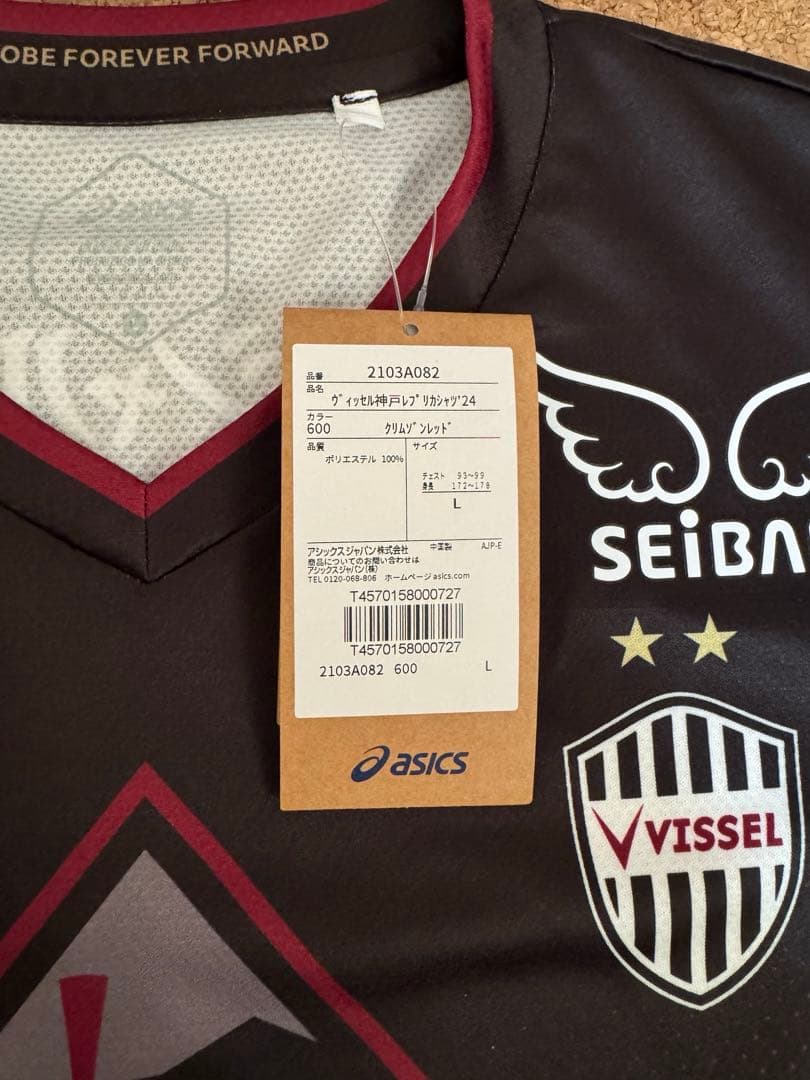 OBE FOREVER FORWARD
品番 2103A082
品名
ヴィッセル神戸レプリカシャツ'24
カラー
600 クリムゾンレッド
品質 サイズ
ポリエステル 100%
チェスト 93~99
身長 172~178
L
アシックスジャパン株式会社 中国製 AJP-E
商品についてのお問い合わせは
アシックスジャパン(株)
TEL 0120-068-806 ホームページ asics.com
T4570158000727
T4570158000727
2103A082 600 L
asics
SEiBA
VISSEL